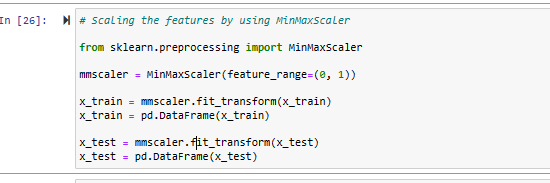 In [26]:
# Scaling the features by using MinMaxScaler
from sklearn.preprocessing import MinMaxScaler
mmscaler = MinMaxScaler(feature_range=(0, 1))
x_train = mmscaler.fit_transform(x_train)
x_train = pd.DataFrame(x_train)
x_test = mmscaler.fit_transform(x_test)
x_test = pd.DataFrame(x_test)